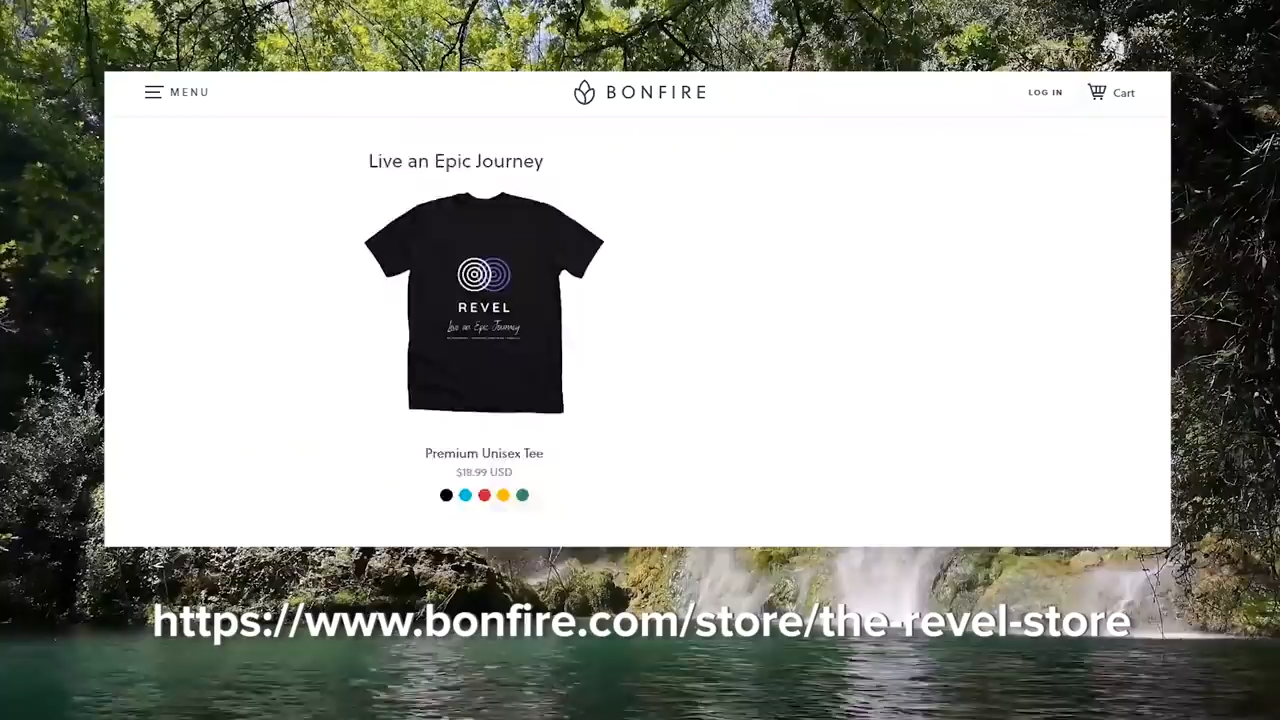 MENU
BONFIRE
LOG IN
Cart
Live an Epic Journey
REVEL
Live an Epic Journey
Premium Unisex Tee
$18.99 USD
https://www.bonfire.com/store/the-revel-store